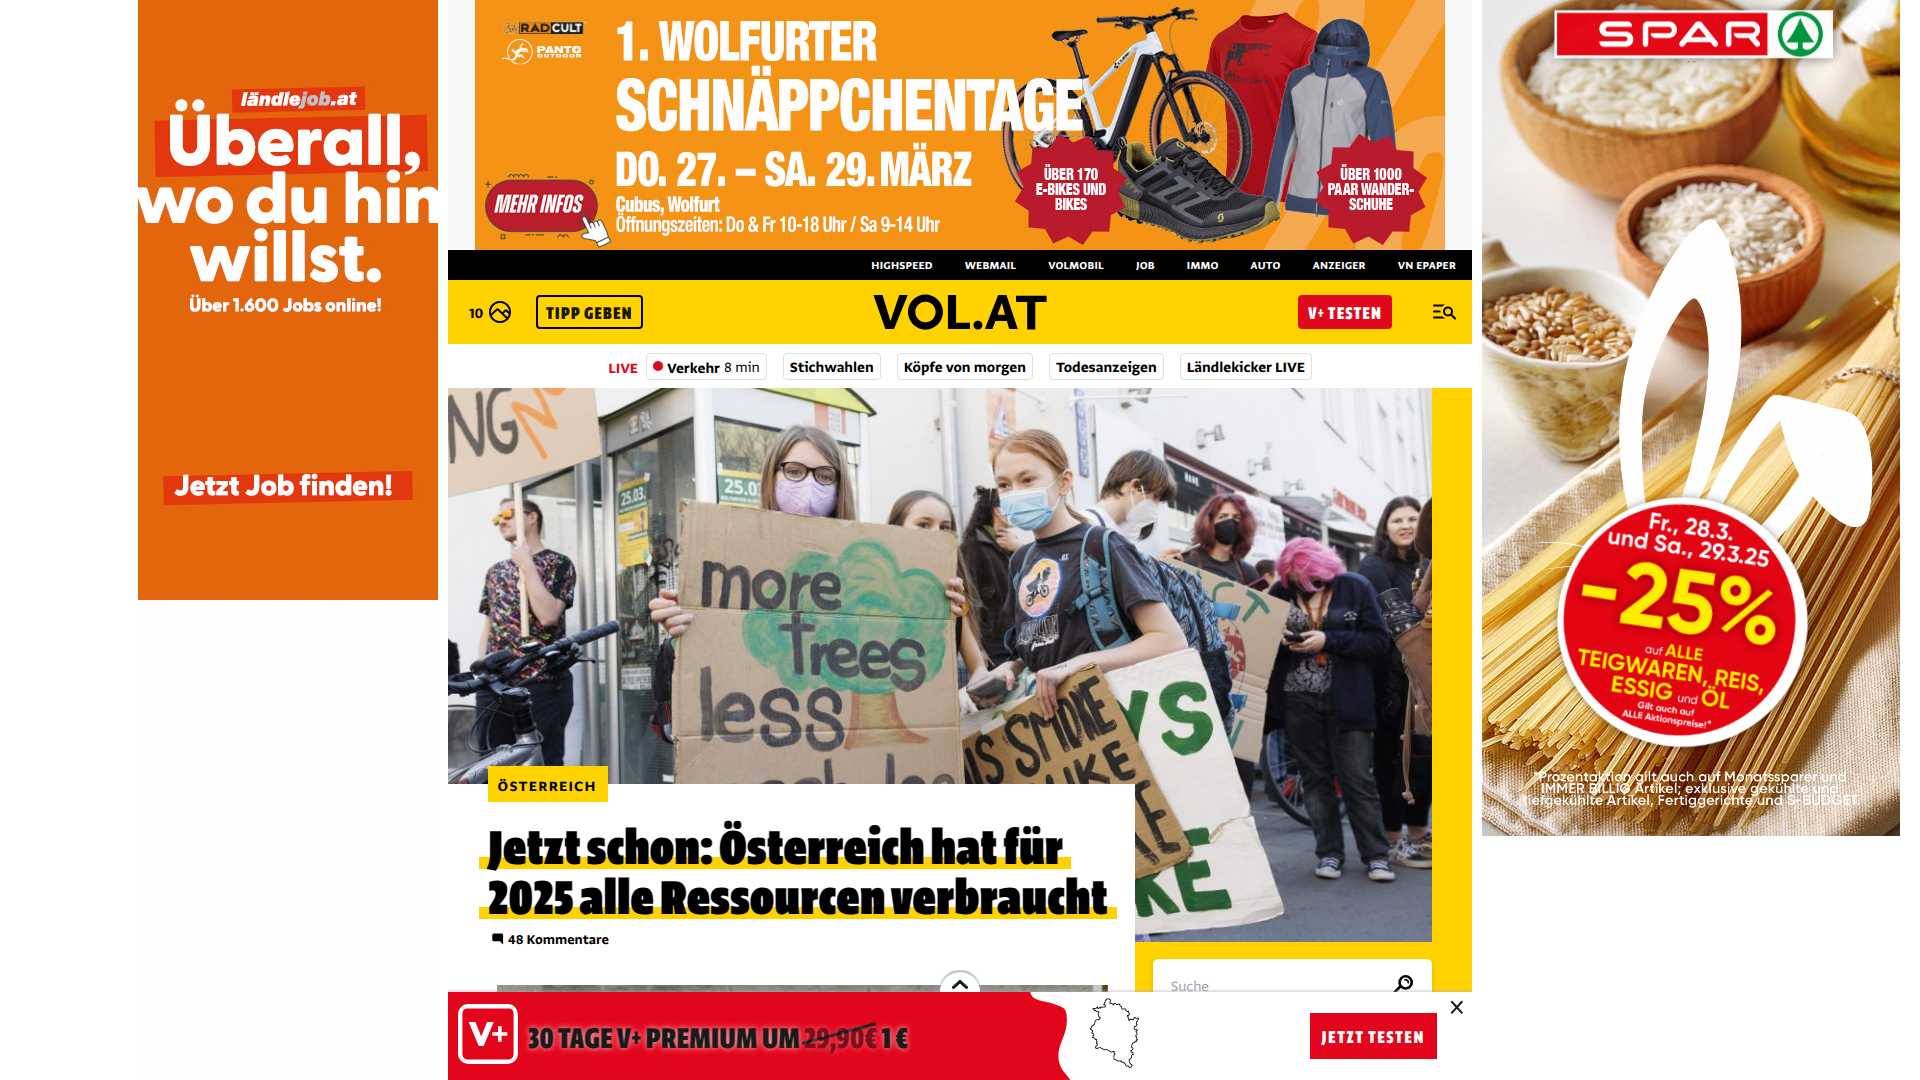 ländlejob.at
Überall,
wo du hin
willst.
Über 1.600 Jobs online!
Jetzt Job finden!
RADCULT
PANTO
OUTDOOR
1. WOLFURTER
SCHNÄPPCHENTAGE
DO. 27. – SA. 29. MÄRZ
MEHR INFOS
Cubus, Wolfurt
Öffnungszeiten: Do & Fr 10-18 Uhr / Sa 9-14 Uhr
ÜBER 170
E-BIKES UND
BIKES
ÜBER 1000
PAAR WANDER-
SCHUHE
HIGHSPEED WEBMAIL VOLMOBIL JOB IMMO AUTO ANZEIGER VN EPAPER
10 TIPP GEBEN VOL.AT V+ TESTEN
LIVE Verkehr 8 min Stichwahlen Köpfe von morgen Todesanzeigen Ländlekicker LIVE
25.03.
25.0
more
trees
less
SMOKE
ÖSTERREICH
Jetzt schon: Österreich hat für
2025 alle Ressourcen verbraucht
48 Kommentare
Suche
V+ 30 TAGE V+ PREMIUM UM 29,90€ 1 €
JETZT TESTEN
X
SPAR
Fr., 28.3.
und Sa., 29.3.25
-25%
auf ALLE
TEIGWAREN, REIS,
ESSIG und ÖL
Gilt auch auf
ALLE Aktionspreise!*
*Prozentaktion gilt auch auf Monatssparer und
IMMER BILLIG Artikel; exklusive gekühlte und
tiefgekühlte Artikel, Fertiggerichte und S-BUDGET.